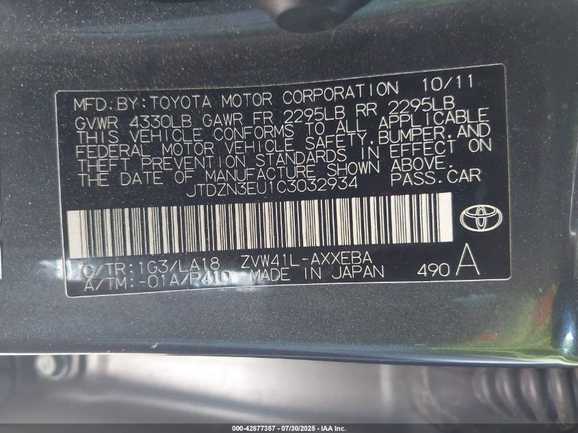 MFD. BY: TOYOTA MOTOR CORPORATION 10/11
GVWR 4330LB GAWR FR 2295LB RR 2295LB
THIS VEHICLE CONFORMS TO ALL APPLICABLE
FEDERAL MOTOR VEHICLE SAFETY, BUMPER, AND
THEFT PREVENTION STANDARDS IN EFFECT ON
THE DATE OF MANUFACTURE SHOWN ABOVE.
JTDZN3EU1C3032934 PASS. CAR
C/TR: 1G3/LA18 ZVW41L-AXXEBA
A/TM: -01A/P410 MADE IN JAPAN 490 A
000-42877387 | 07/30/2025 | IAA Inc.